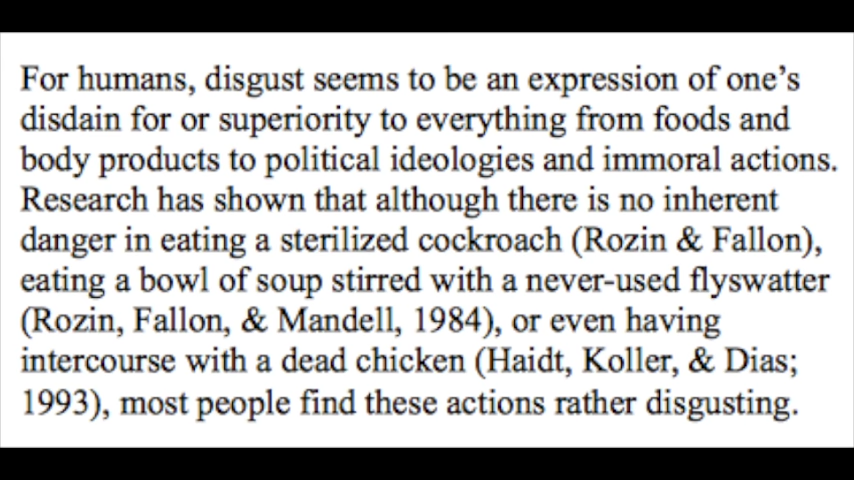 For humans, disgust seems to be an expression of one's
disdain for or superiority to everything from foods and
body products to political ideologies and immoral actions.
Research has shown that although there is no inherent
danger in eating a sterilized cockroach (Rozin & Fallon),
eating a bowl of soup stirred with a never-used flyswatter
(Rozin, Fallon, & Mandell, 1984), or even having
intercourse with a dead chicken (Haidt, Koller, & Dias;
1993), most people find these actions rather disgusting.